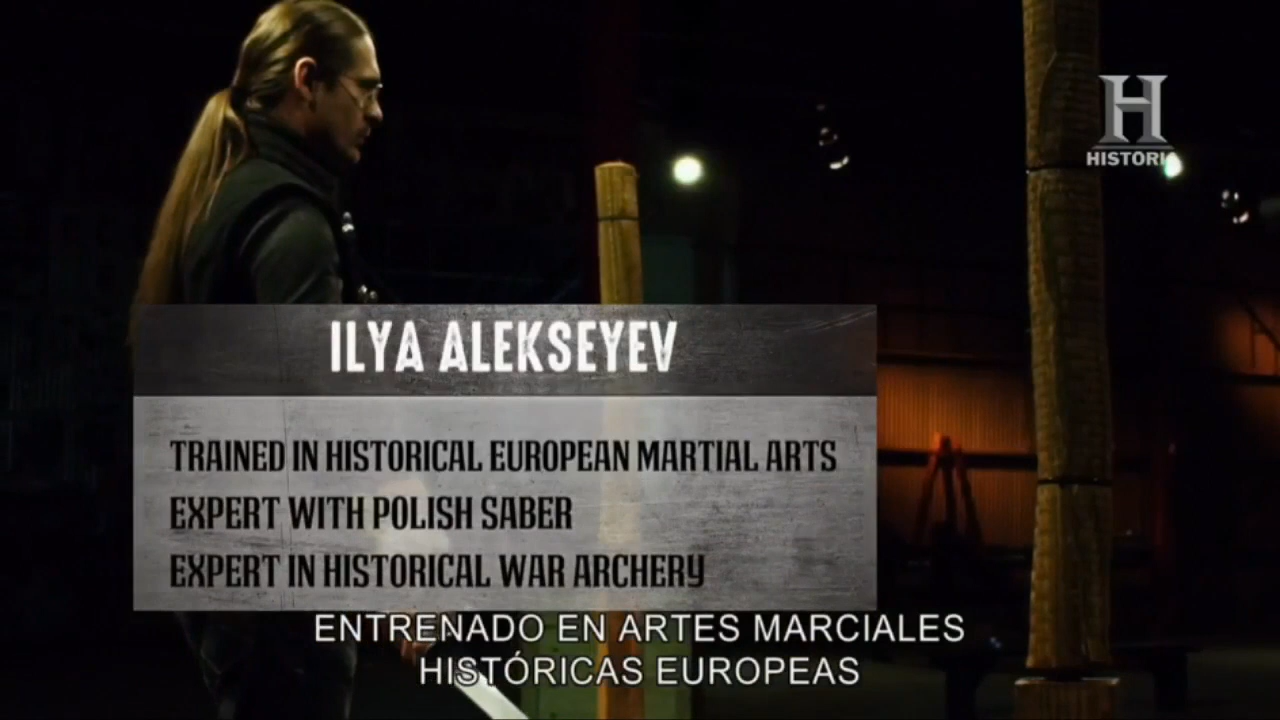 H
HISTORIA
ILYA ALEKSEYEV
TRAINED IN HISTORICAL EUROPEAN MARTIAL ARTS
EXPERT WITH POLISH SABER
EXPERT IN HISTORICAL WAR ARCHERY
ENTRENADO EN ARTES MARCIALES
HISTÓRICAS EUROPEAS